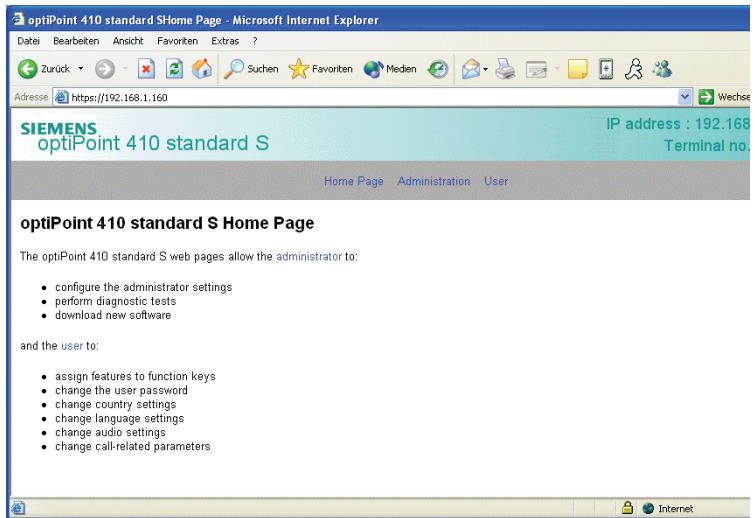 optiPoint 410 standard SHome Page - Microsoft Internet Explorer
Datei Bearbeiten Ansicht Favoriten Extras ?
Zurück Suchen Favoriten Medien
Adresse https://192.168.1.160 Wechse
SIEMENS
optiPoint 410 standard S
IP address : 192.168
Terminal no.
Home Page Administration User
optiPoint 410 standard S Home Page
The optiPoint 410 standard S web pages allow the administrator to:
• configure the administrator settings
• perform diagnostic tests
• download new software
and the user to:
• assign features to function keys
• change the user password
• change country settings
• change language settings
• change audio settings
• change call-related parameters
Internet